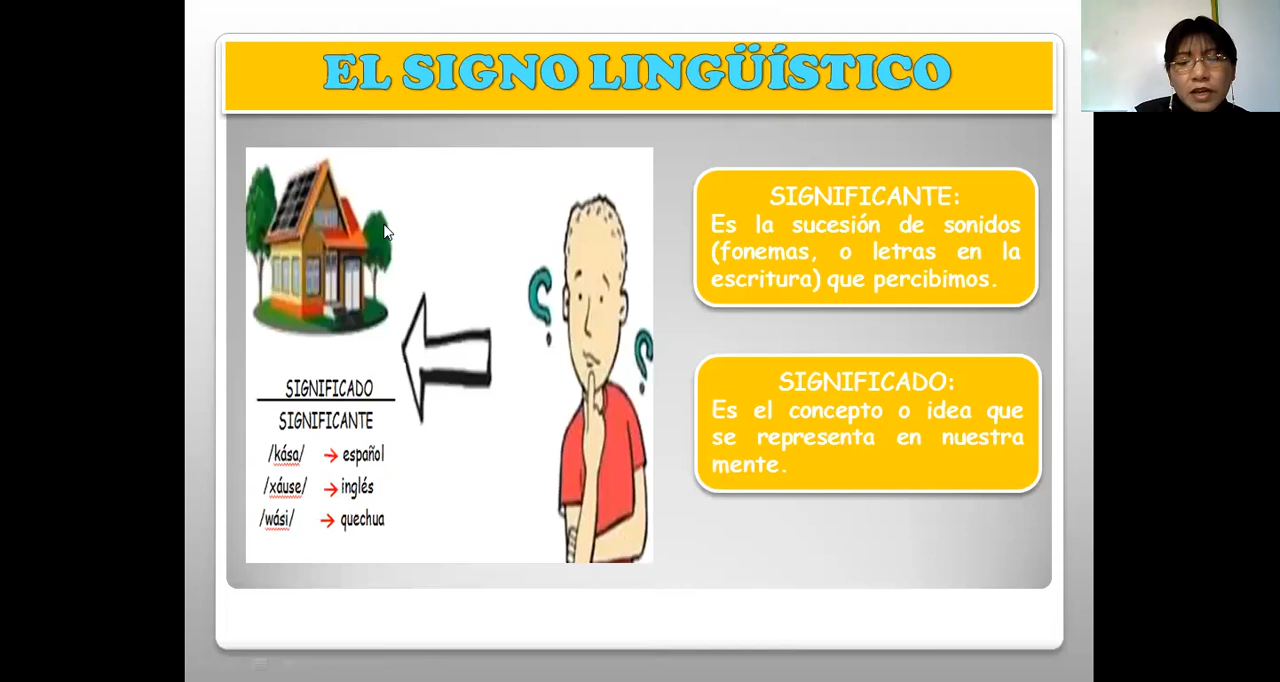 EL SIGNO LINGÜÍSTICO
SIGNIFICADO
SIGNIFICANTE
/kása/ → español
/xáuse/ → inglés
/wási/ → quechua
SIGNIFICANTE:
Es la sucesión de sonidos
(fonemas, o letras en la
escritura) que percibimos.
SIGNIFICADO:
Es el concepto o idea que
se representa en nuestra
mente.